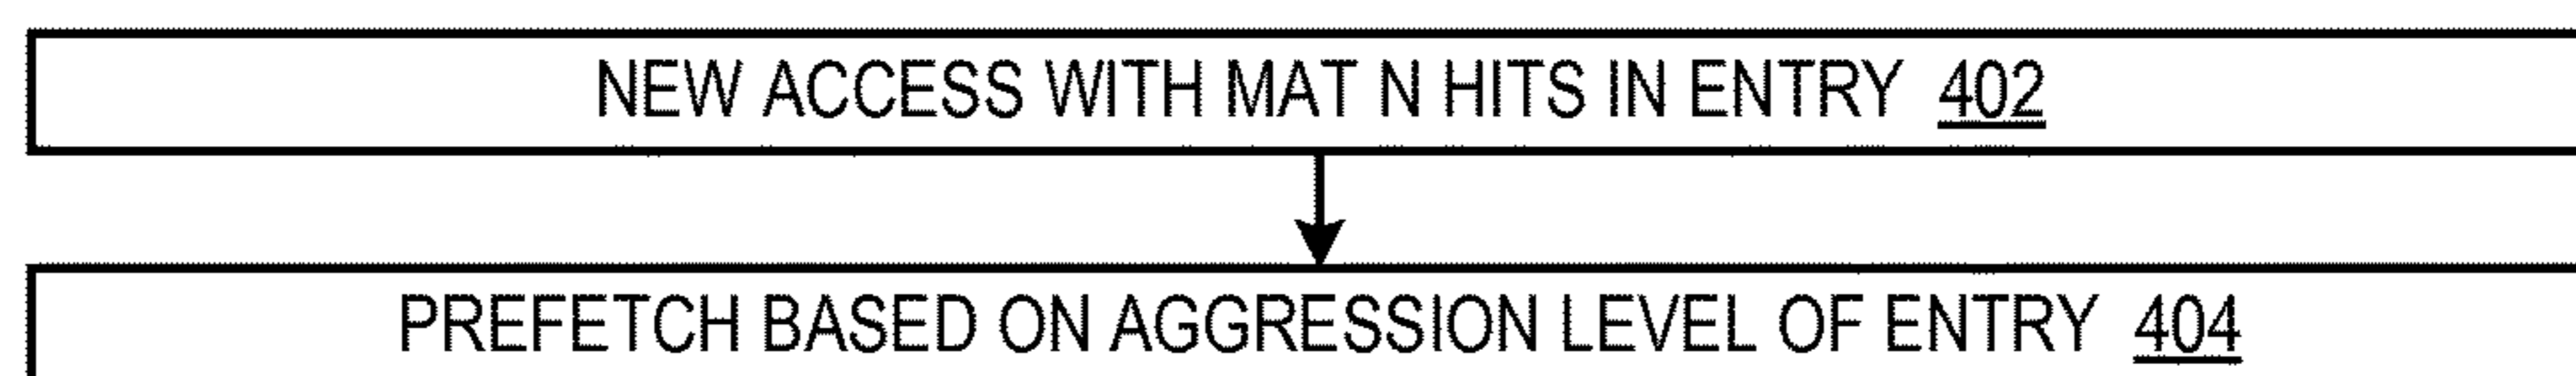 NEW ACCESS WITH MAT N HITS IN ENTRY 402
PREFETCH BASED ON AGGRESSION LEVEL OF ENTRY 404